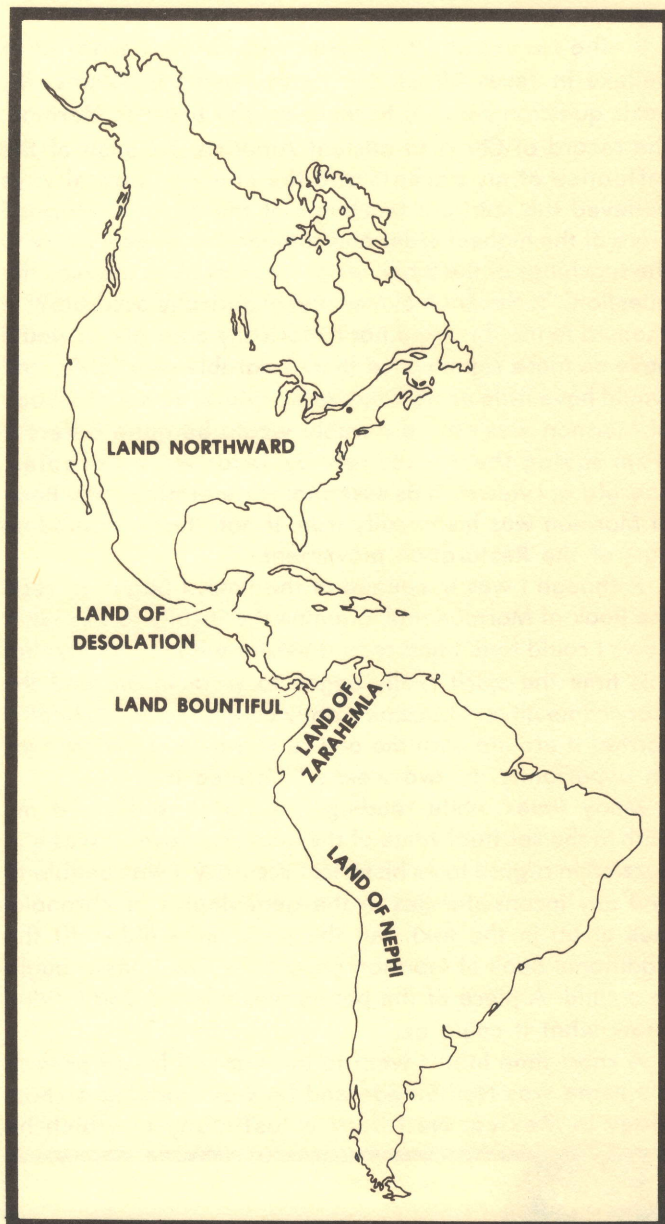 LAND NORTHWARD
LAND OF
DESOLATION
LAND BOUNTIFUL
LAND OF
ZARAHEMLA
LAND OF NEPHI